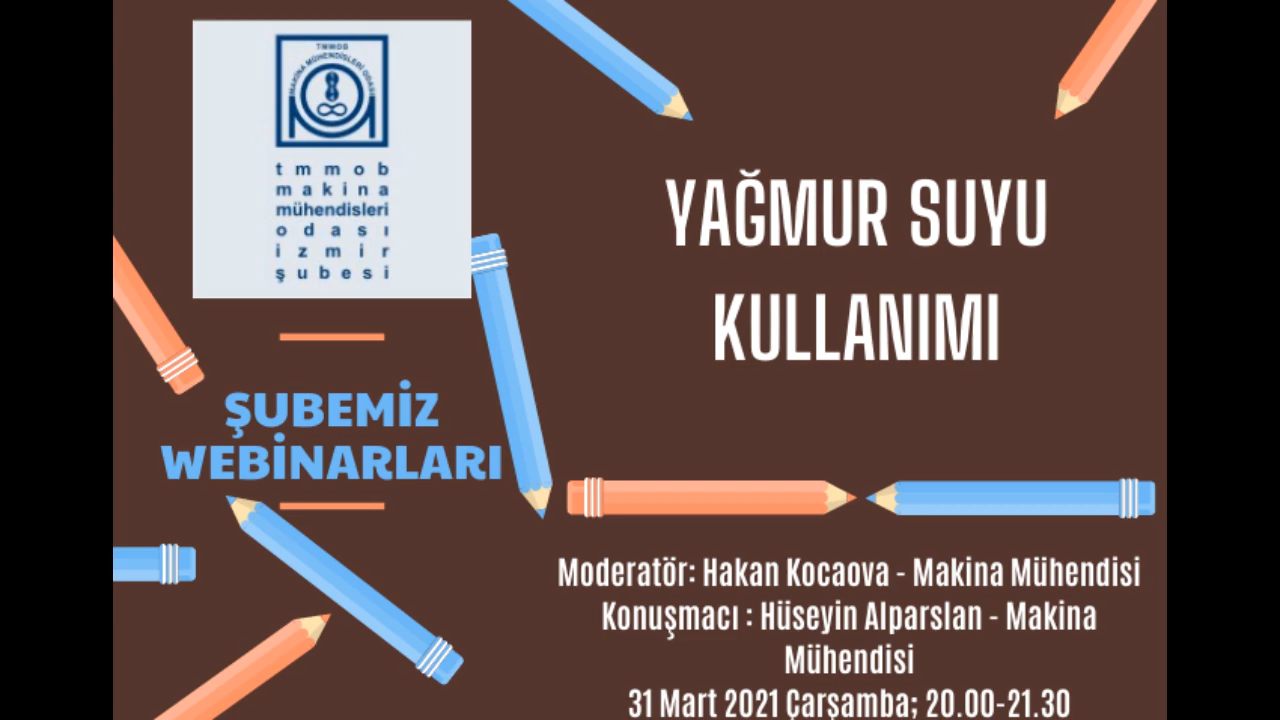 TMMOB
MAKİNA MÜHENDİSLERİ ODASI
tmmob
makina
mühendisleri
odası
izmir
şubesi
ŞUBEMİZ
WEBİNARLARI
YAĞMUR SUYU
KULLANIMI
Moderatör: Hakan Kocaova - Makina Mühendisi
Konuşmacı : Hüseyin Alparslan - Makina
Mühendisi
31 Mart 2021 Çarşamba; 20.00-21.30